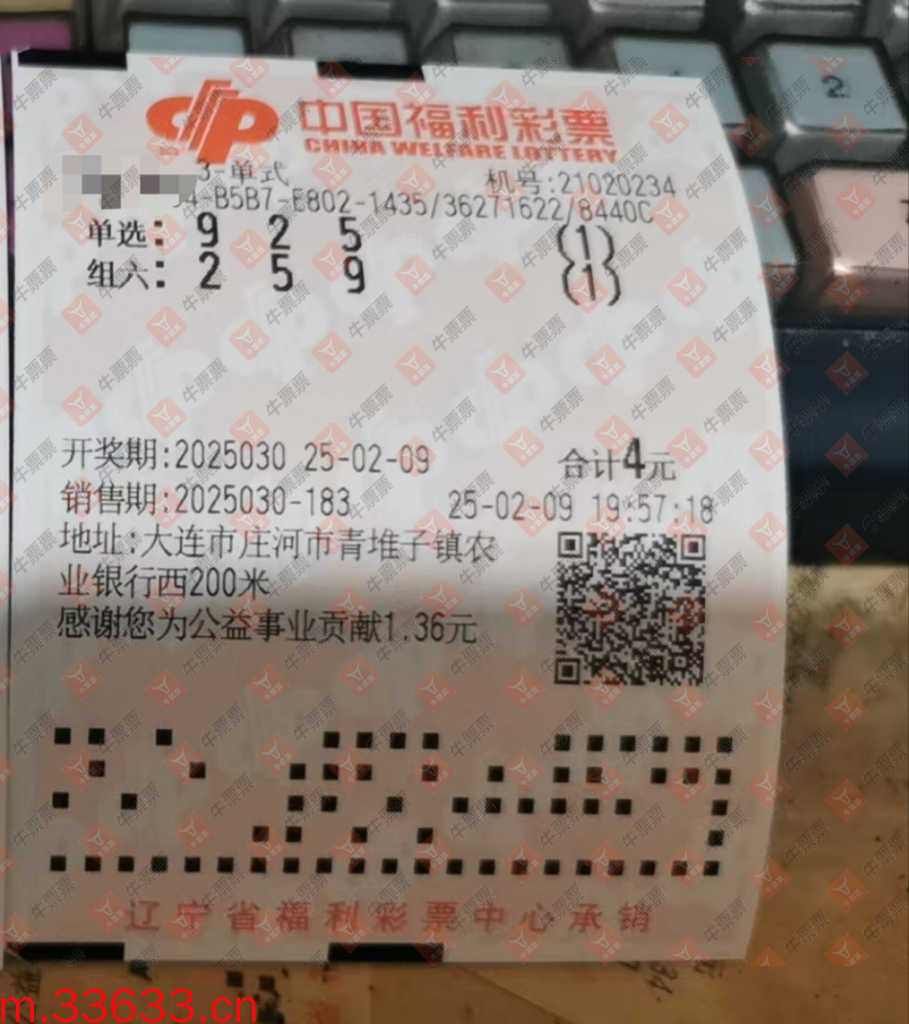 中国福利彩票
CHINA WELFARE LOTTERY
3-单式 机号:21020234
4-B5B7-E802-1435/36271622/8440C
单选: 9 2 5 (1)
组六: 2 5 9 (1)
开奖期:2025030 25-02-09 合计4元
销售期:2025030-183 25-02-09 19:57:18
地址:大连市庄河市青堆子镇农
业银行西200米
感谢您为公益事业贡献1.36元
辽宁省福利彩票中心承销
m.33633.cn
牛票票
2